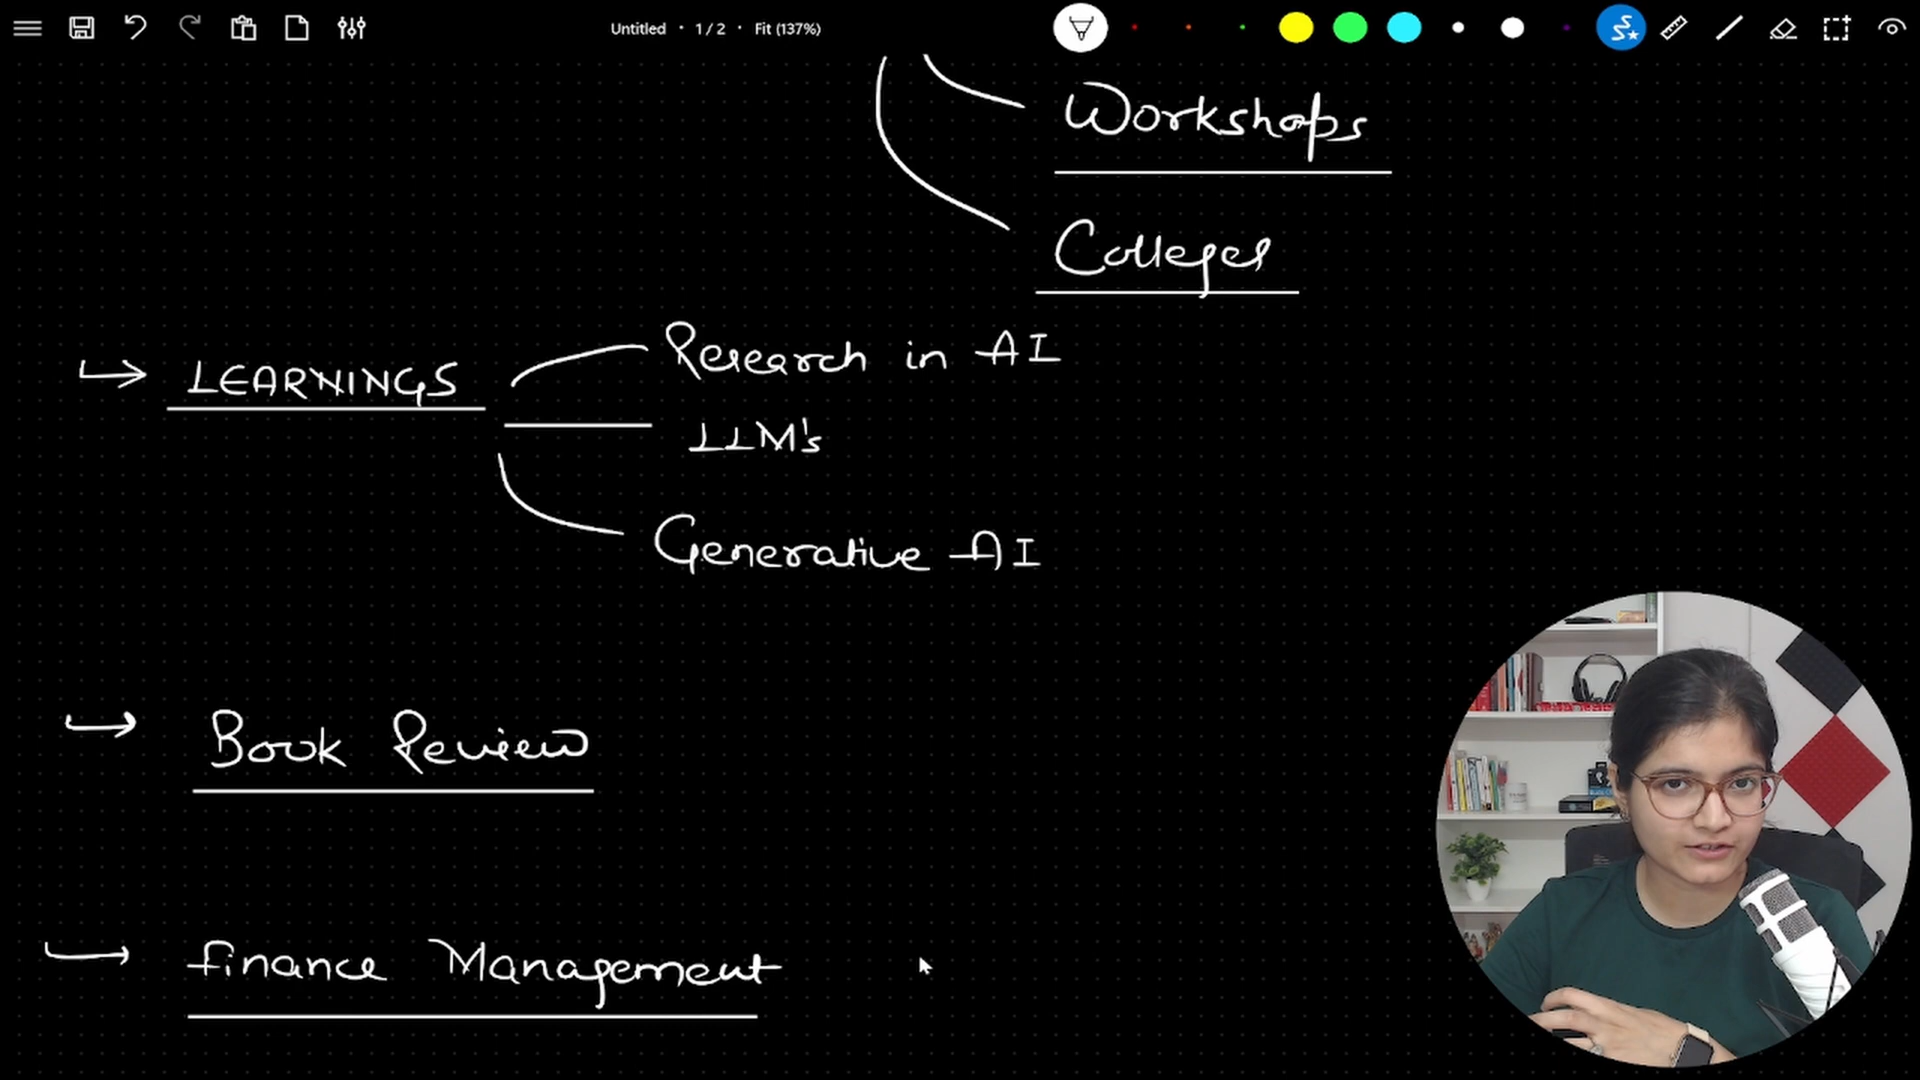 Untitled • 1 / 2 • Fit (137%)
Workshops
Colleges
LEARNINGS
Research in AI
LLM's
Generative AI
Book Review
finance Management